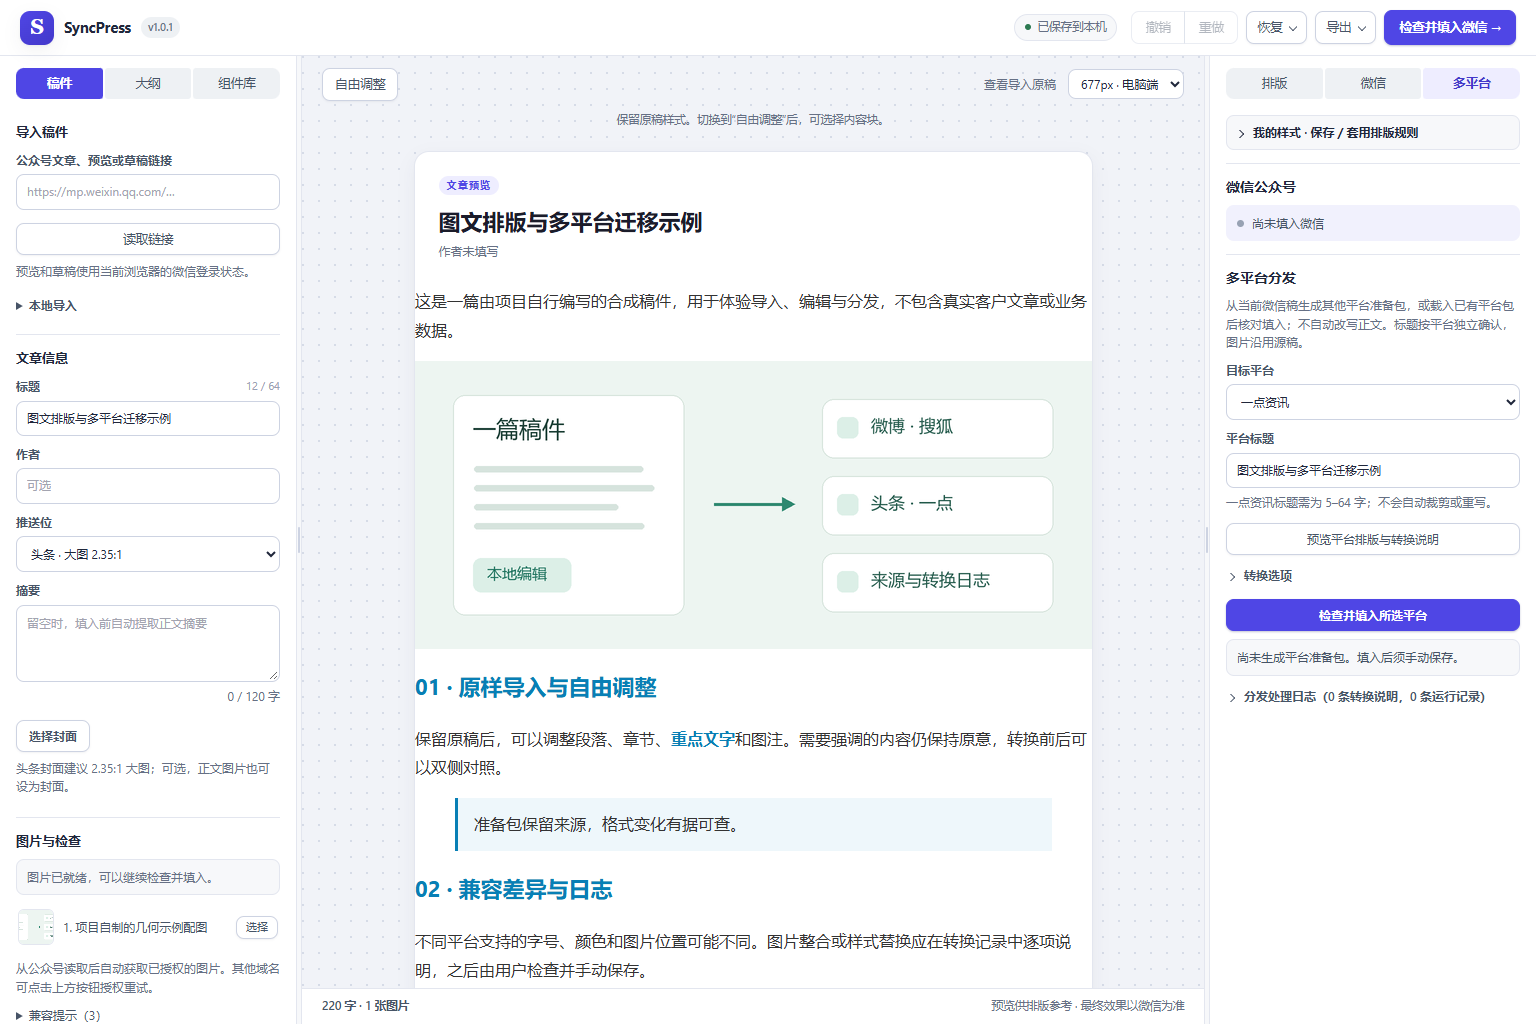 S SyncPress v1.0.1
已保存到本机 撤销 重做 恢复 导出 检查并填入微信 →
稿件 大纲 组件库
导入稿件
公众号文章、预览或草稿链接
https://mp.weixin.qq.com/...
读取链接
预览和草稿使用当前浏览器的微信登录状态。
本地导入
文章信息
标题 12 / 64
图文排版与多平台迁移示例
作者
可选
推送位
头条 · 大图 2.35:1
摘要
留空时，填入前自动提取正文摘要
0 / 120 字
选择封面
头条封面建议 2.35:1 大图；可选，正文图片也可
设为封面。
图片与检查
图片已就绪，可以继续检查并填入。
1. 项目自制的几何示例配图 选择
从公众号读取后自动获取已授权的图片。其他域名
可点击上方按钮授权重试。
兼容提示（3）
自由调整 查看导入原稿 677px · 电脑端
保留原稿样式。切换到“自由调整”后，可选择内容块。
文章预览
图文排版与多平台迁移示例
作者未填写
这是一篇由项目自行编写的合成稿件，用于体验导入、编辑与分发，不包含真实客户文章或业务
数据。
一篇稿件
本地编辑
微博 · 搜狐
头条 · 一点
来源与转换日志
01 · 原样导入与自由调整
保留原稿后，可以调整段落、章节、重点文字和图注。需要强调的内容仍保持原意，转换前后可
以双侧对照。
准备包保留来源，格式变化有据可查。
02 · 兼容差异与日志
不同平台支持的字号、颜色和图片位置可能不同。图片整合或样式替换应在转换记录中逐项说
明，之后由用户检查并手动保存。
220 字 · 1 张图片 预览供排版参考 · 最终效果以微信为准
排版 微信 多平台
我的样式 · 保存 / 套用排版规则
微信公众号
尚未填入微信
多平台分发
从当前微信稿生成其他平台准备包，或载入已有平台包
后核对填入；不自动改写正文。标题按平台独立确认，
图片沿用源稿。
目标平台
一点资讯
平台标题
图文排版与多平台迁移示例
一点资讯标题需为 5–64 字；不会自动裁剪或重写。
预览平台排版与转换说明
转换选项
检查并填入所选平台
尚未生成平台准备包。填入后须手动保存。
分发处理日志（0 条转换说明，0 条运行记录）